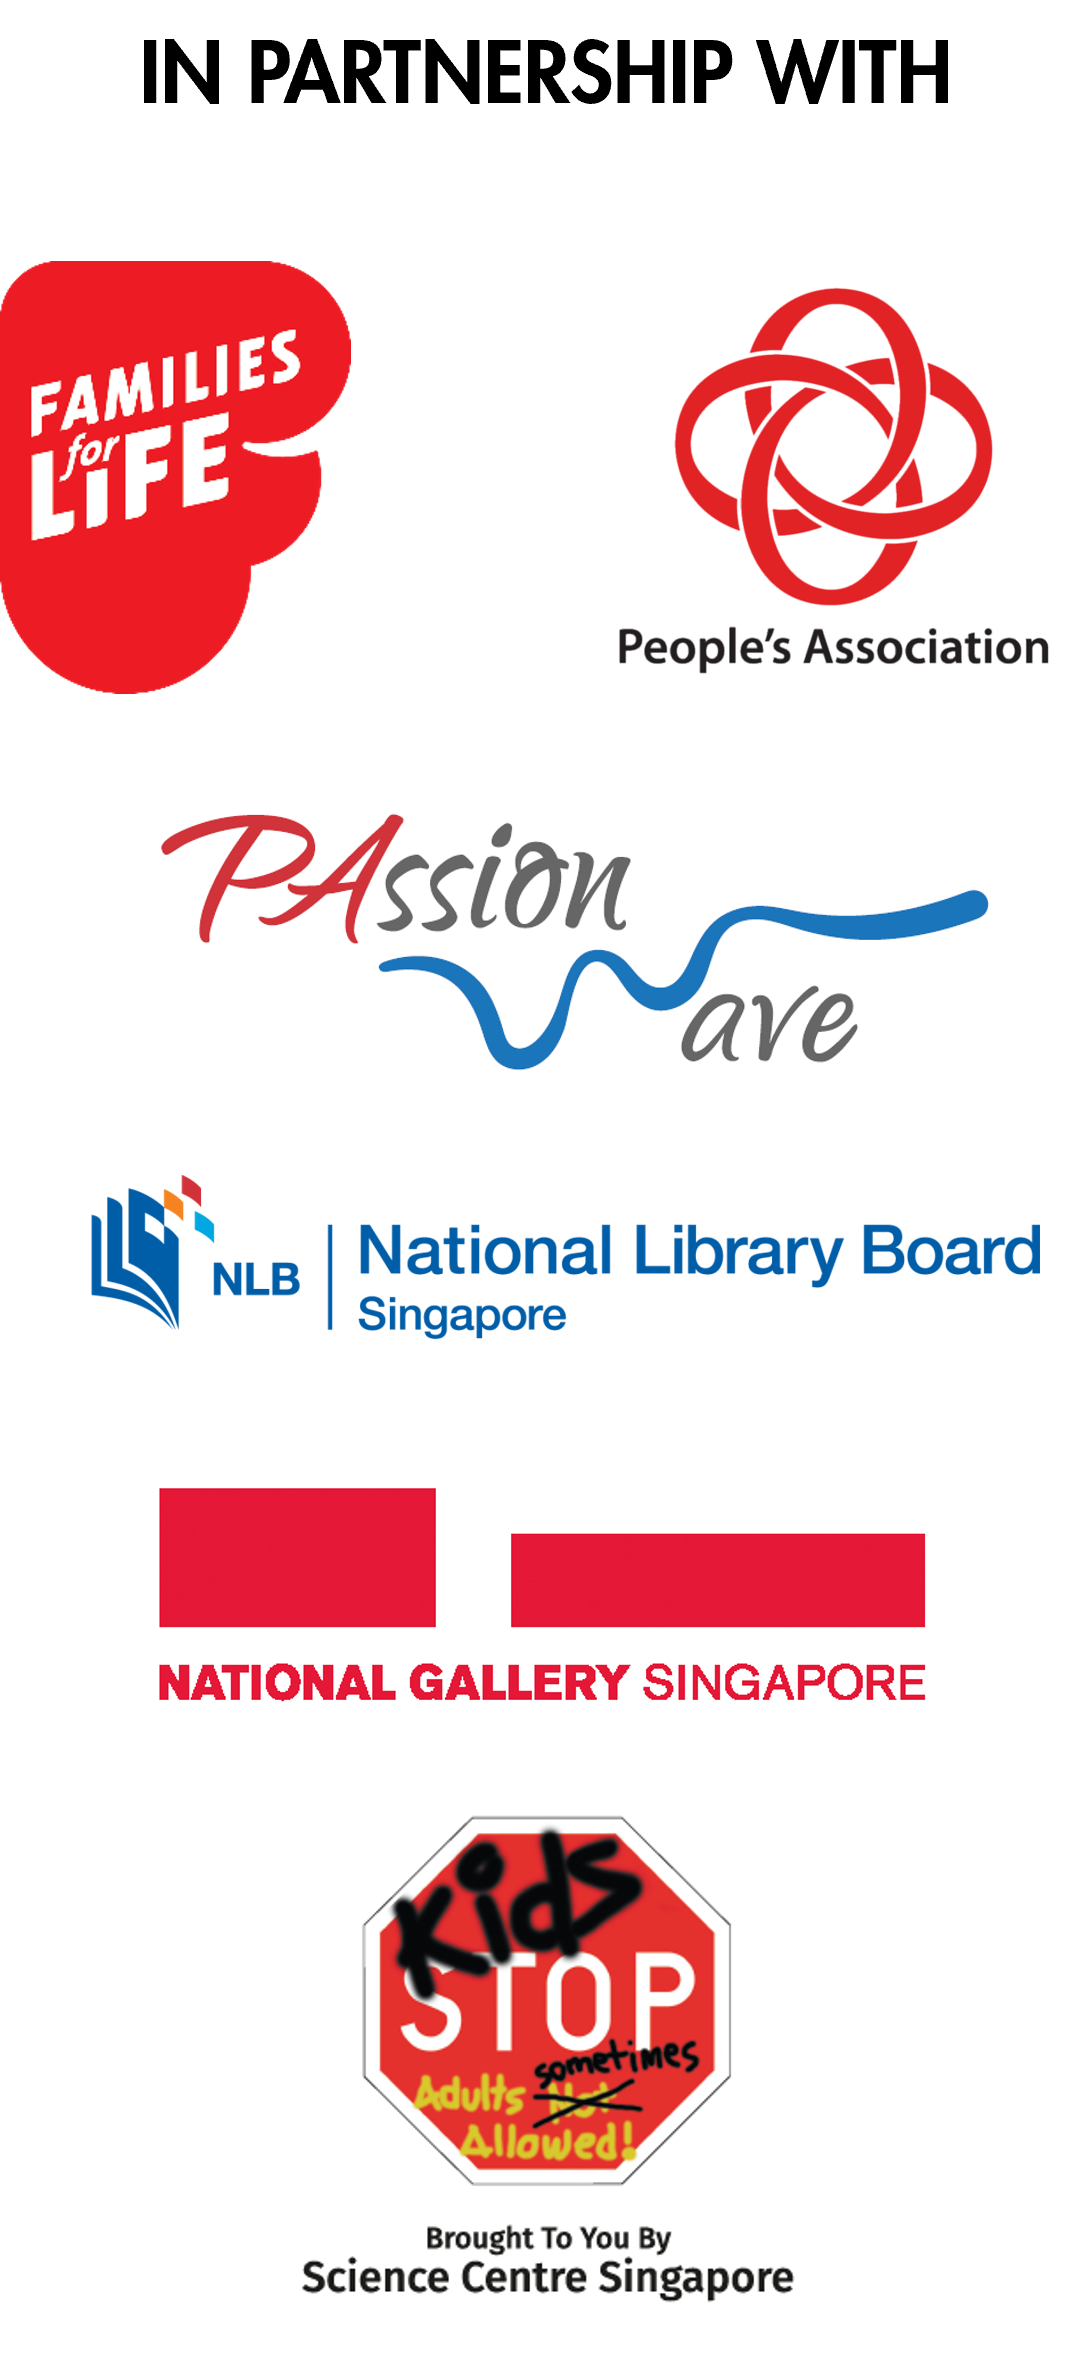 IN PARTNERSHIP WITH
FAMILIES
for
LiFE
People's Association
PAssion
Wave
NLB
National Library Board
Singapore
NATIONAL GALLERY SINGAPORE
Kids
STOP
sometimes
Adults Not
Allowed!
Brought To You By
Science Centre Singapore